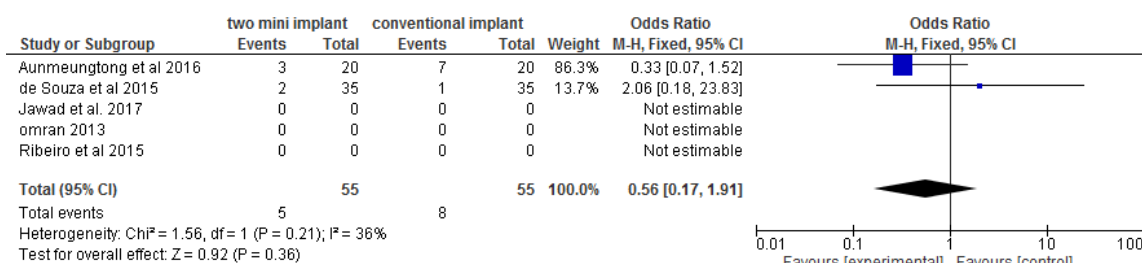 two mini implant conventional implant Odds Ratio Odds Ratio
Study or Subgroup Events Total Events Total Weight M-H, Fixed, 95% CI M-H, Fixed, 95% CI
Aunmeungtong et al 2016 3 20 7 20 86.3% 0.33 [0.07, 1.52]
de Souza et al 2015 2 35 1 35 13.7% 2.06 [0.18, 23.83]
Jawad et al. 2017 0 0 0 0 Not estimable
omran 2013 0 0 0 0 Not estimable
Ribeiro et al 2015 0 0 0 0 Not estimable
Total (95% CI) 55 55 100.0% 0.56 [0.17, 1.91]
Total events 5 8
Heterogeneity: Chi² = 1.56, df = 1 (P = 0.21); I² = 36%
Test for overall effect: Z = 0.92 (P = 0.36)
0.01 0.1 1 10 100
Favours [experimental] Favours [control]